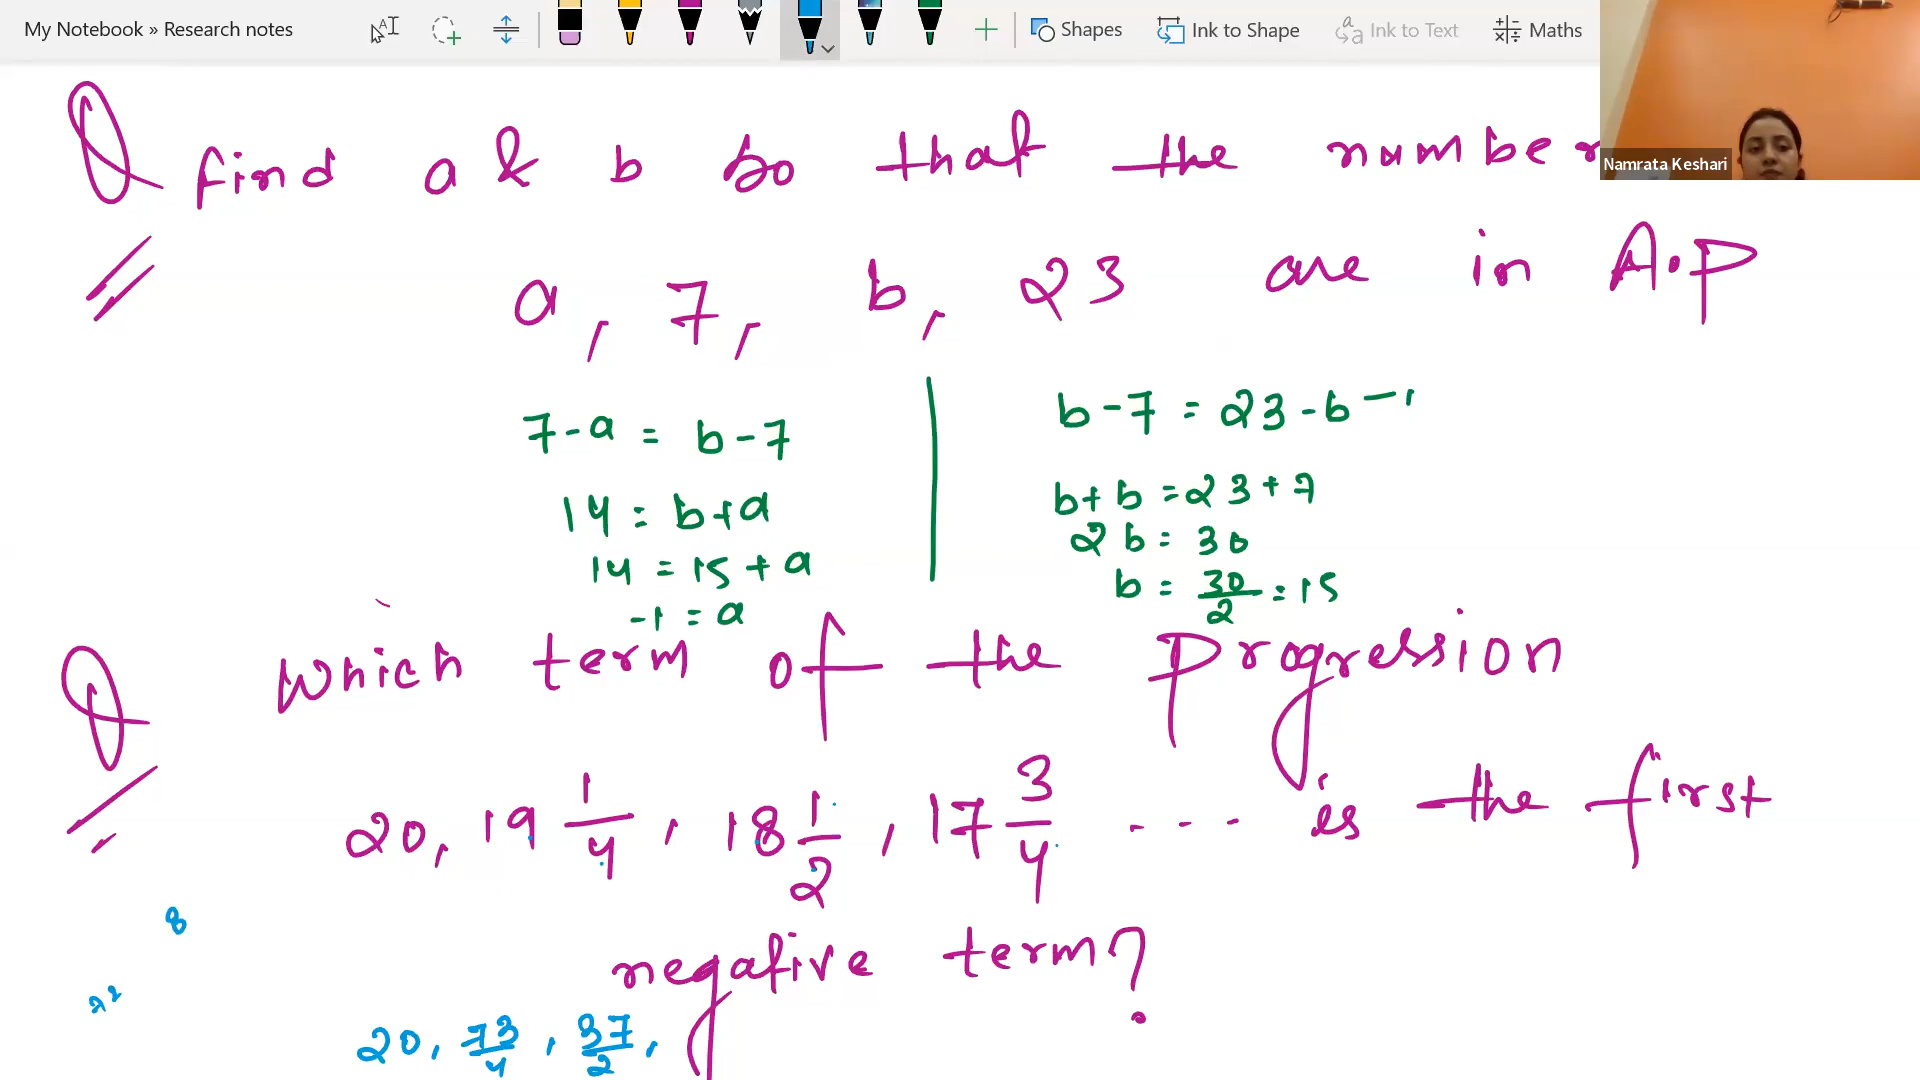 My Notebook » Research notes
Shapes Ink to Shape Ink to Text Maths
Namrata Keshari
Q find a & b so that the number
a, 7, b, 23 are in A.P
7-a = b-7
14 = b+a
14 = 15 + a
-1 = a
b-7 = 23-b
b+b = 23+7
2b = 30
b = 30/2 = 15
Q Which term of the progression
20, 19 1/4, 18 1/2, 17 3/4 ---- is the first
negative term?
8
20, 73/4, 37/2,